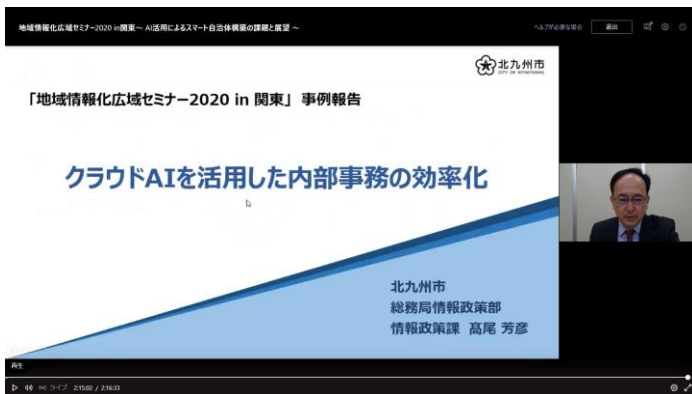 地域情報化広域セミナー2020 in関東～ AI活用によるスマート自治体構築の課題と展望 ～
ヘルプが必要な場合
退出
北九州市
CITY OF KITAKYUSHU
「地域情報化広域セミナー2020 in 関東」 事例報告
クラウドAIを活用した内部事務の効率化
北九州市
総務局情報政策部
情報政策課 髙尾 芳彦
再生
ライブ 2:15:02 / 2:16:33